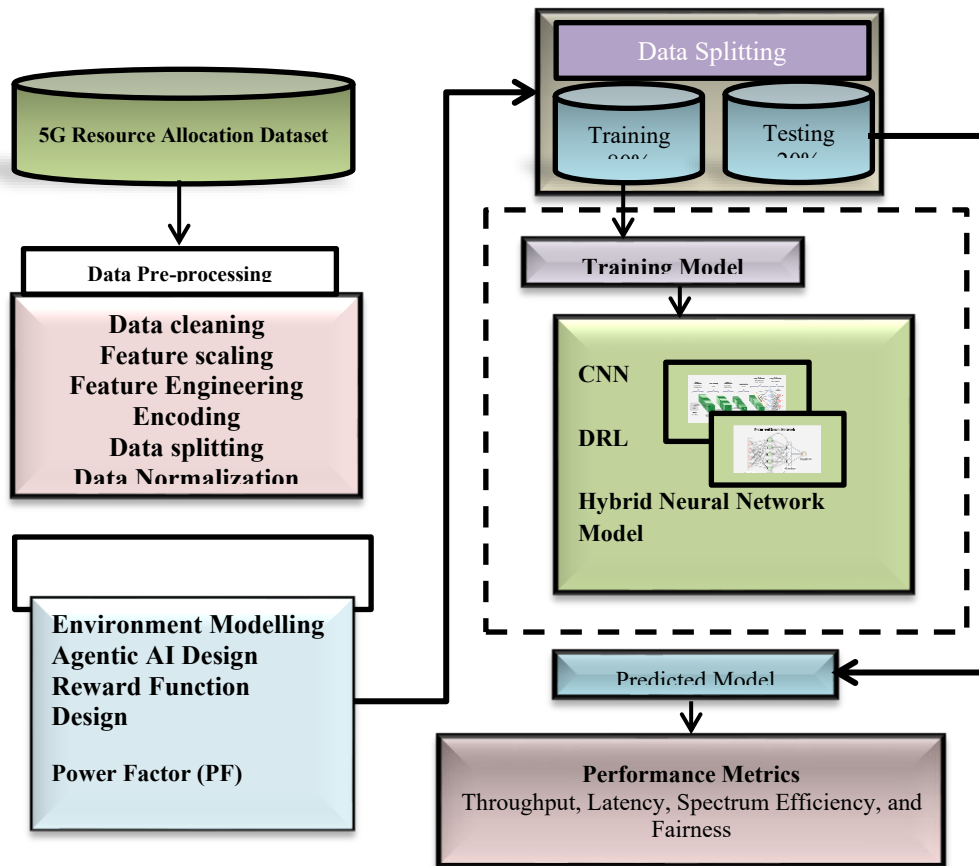 5G Resource Allocation Dataset
Data Pre-processing
Data cleaning
Feature scaling
Feature Engineering
Encoding
Data splitting
Data Normalization
Environment Modelling
Agentic AI Design
Reward Function
Design
Power Factor (PF)
Data Splitting
Training
80%
Testing
20%
Training Model
CNN
DRL
Hybrid Neural Network
Model
Predicted Model
Performance Metrics
Throughput, Latency, Spectrum Efficiency, and
Fairness